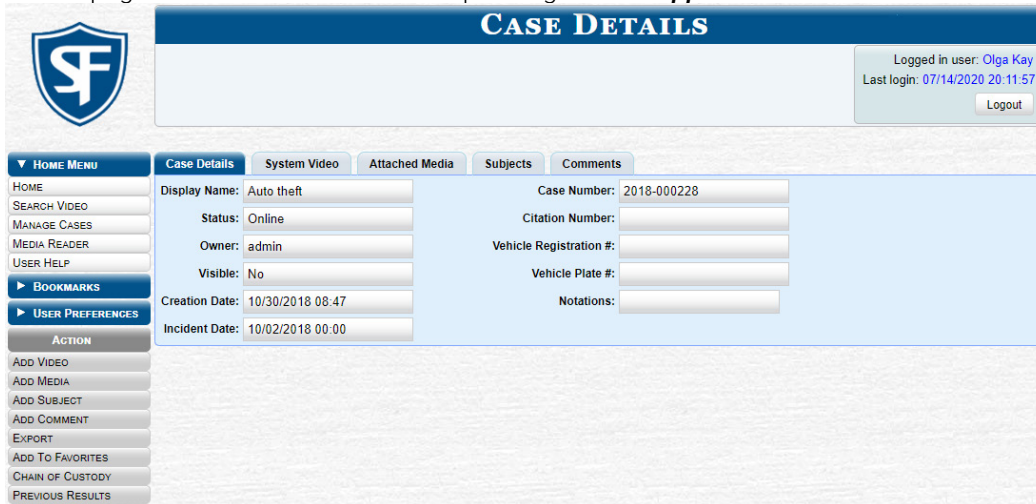 CASE DETAILS
SF
Logged in user: Olga Kay
Last login: 07/14/2020 20:11:57
Logout
▼ HOME MENU
HOME
SEARCH VIDEO
MANAGE CASES
MEDIA READER
USER HELP
► BOOKMARKS
► USER PREFERENCES
ACTION
ADD VIDEO
ADD MEDIA
ADD SUBJECT
ADD COMMENT
EXPORT
ADD TO FAVORITES
CHAIN OF CUSTODY
PREVIOUS RESULTS
Case Details System Video Attached Media Subjects Comments
Display Name: Auto theft Case Number: 2018-000228
Status: Online Citation Number:
Owner: admin Vehicle Registration #:
Visible: No Vehicle Plate #:
Creation Date: 10/30/2018 08:47 Notations:
Incident Date: 10/02/2018 00:00